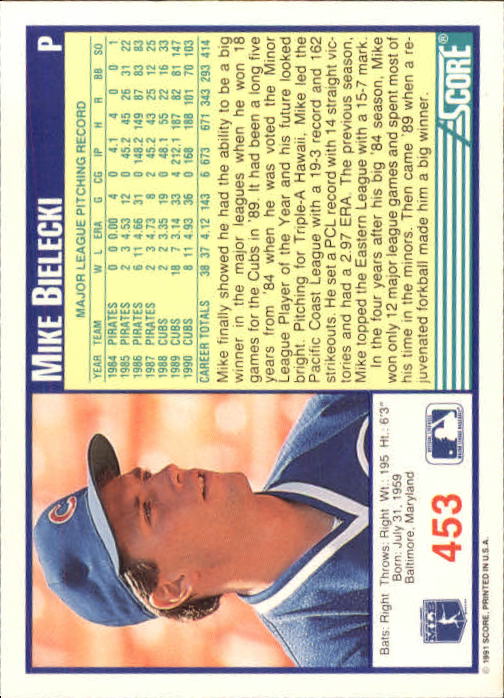 MIKE BIELECKI P
MAJOR LEAGUE PITCHING RECORD
YEAR TEAM W L ERA G CG IP H R BB SO
1984 PIRATES 0 0 0.00 4 0 4.1 4 0 0 1
1985 PIRATES 2 3 4.53 12 0 45.2 45 26 31 22
1986 PIRATES 6 11 4.66 31 0 148.2 149 87 83 83
1987 PIRATES 2 3 4.73 8 2 45.2 43 25 12 25
1988 CUBS 2 2 3.35 19 0 48.1 55 22 16 33
1989 CUBS 18 7 3.14 33 4 212.1 187 82 81 147
1990 CUBS 8 11 4.93 36 0 168 188 101 70 103
CAREER TOTALS 38 37 4.12 143 6 673 671 343 293 414
Mike finally showed he had the ability to be a big
winner in the major leagues when he won 18
games for the Cubs in '89. It had been a long five
years from '84 when he was voted the Minor
League Player of the Year and his future looked
bright. Pitching for Triple-A Hawaii, Mike led the
Pacific Coast League with a 19-3 record and 162
strikeouts. He set a PCL record with 14 straight vic-
tories and had a 2.97 ERA. The previous season,
Mike topped the Eastern League with a 15-7 mark.
In the four years after his big '84 season, Mike
won only 12 major league games and spent most of
his time in the minors. Then came '89 when a re-
juvenated forkball made him a big winner.
SCORE
C
Bats: Right Throws: Right Wt.: 195 Ht.: 6'3"
Born: July 31, 1959
Baltimore, Maryland
453
© 1991 SCORE, PRINTED IN U.S.A.